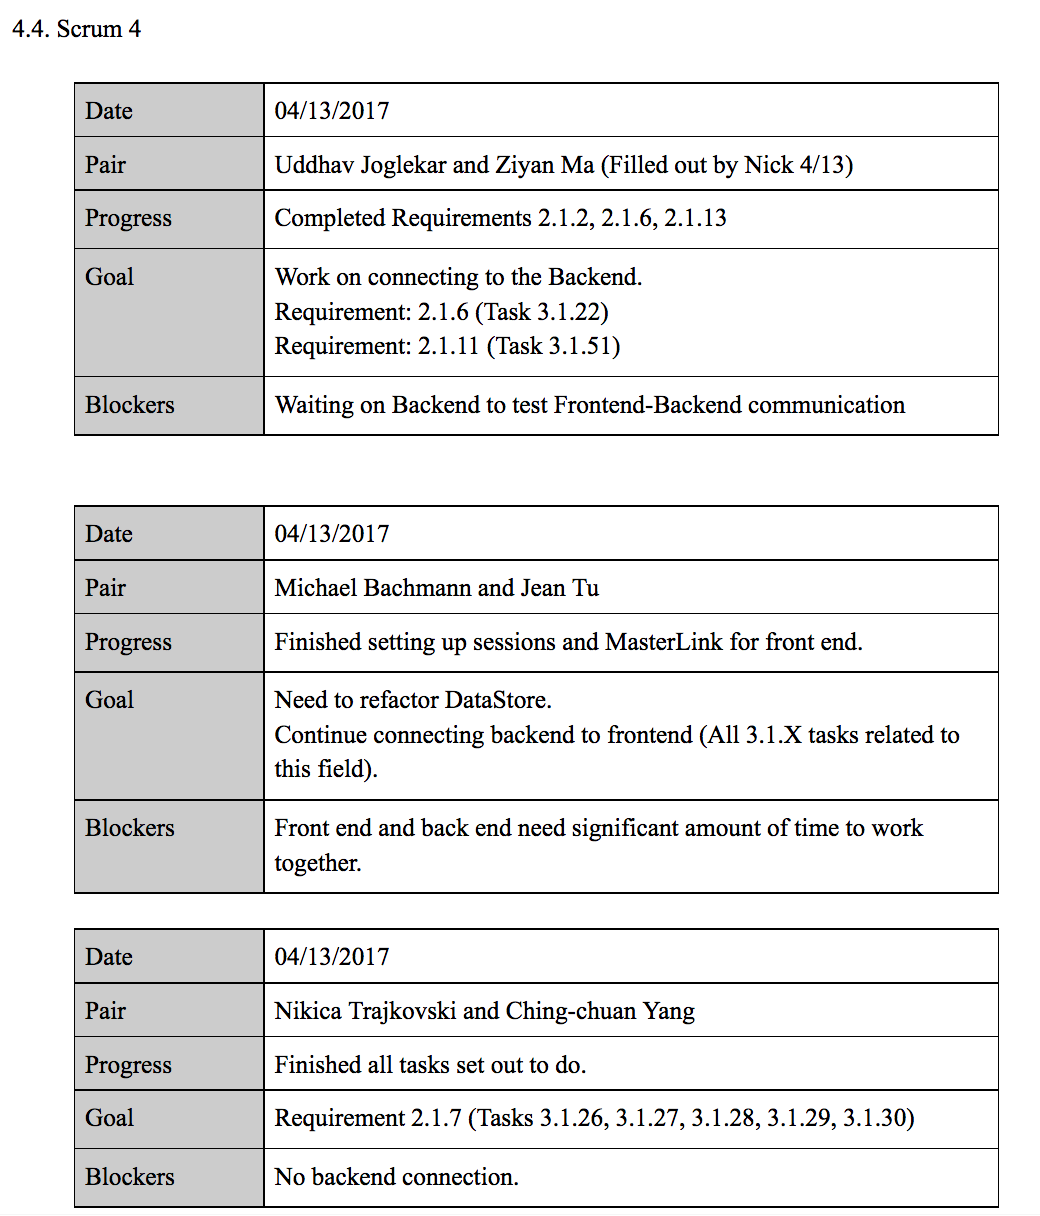 4.4. Scrum 4
Date 04/13/2017
Pair Uddhav Joglekar and Ziyan Ma (Filled out by Nick 4/13)
Progress Completed Requirements 2.1.2, 2.1.6, 2.1.13
Goal Work on connecting to the Backend.
Requirement: 2.1.6 (Task 3.1.22)
Requirement: 2.1.11 (Task 3.1.51)
Blockers Waiting on Backend to test Frontend-Backend communication
Date 04/13/2017
Pair Michael Bachmann and Jean Tu
Progress Finished setting up sessions and MasterLink for front end.
Goal Need to refactor DataStore.
Continue connecting backend to frontend (All 3.1.X tasks related to
this field).
Blockers Front end and back end need significant amount of time to work
together.
Date 04/13/2017
Pair Nikica Trajkovski and Ching-chuan Yang
Progress Finished all tasks set out to do.
Goal Requirement 2.1.7 (Tasks 3.1.26, 3.1.27, 3.1.28, 3.1.29, 3.1.30)
Blockers No backend connection.